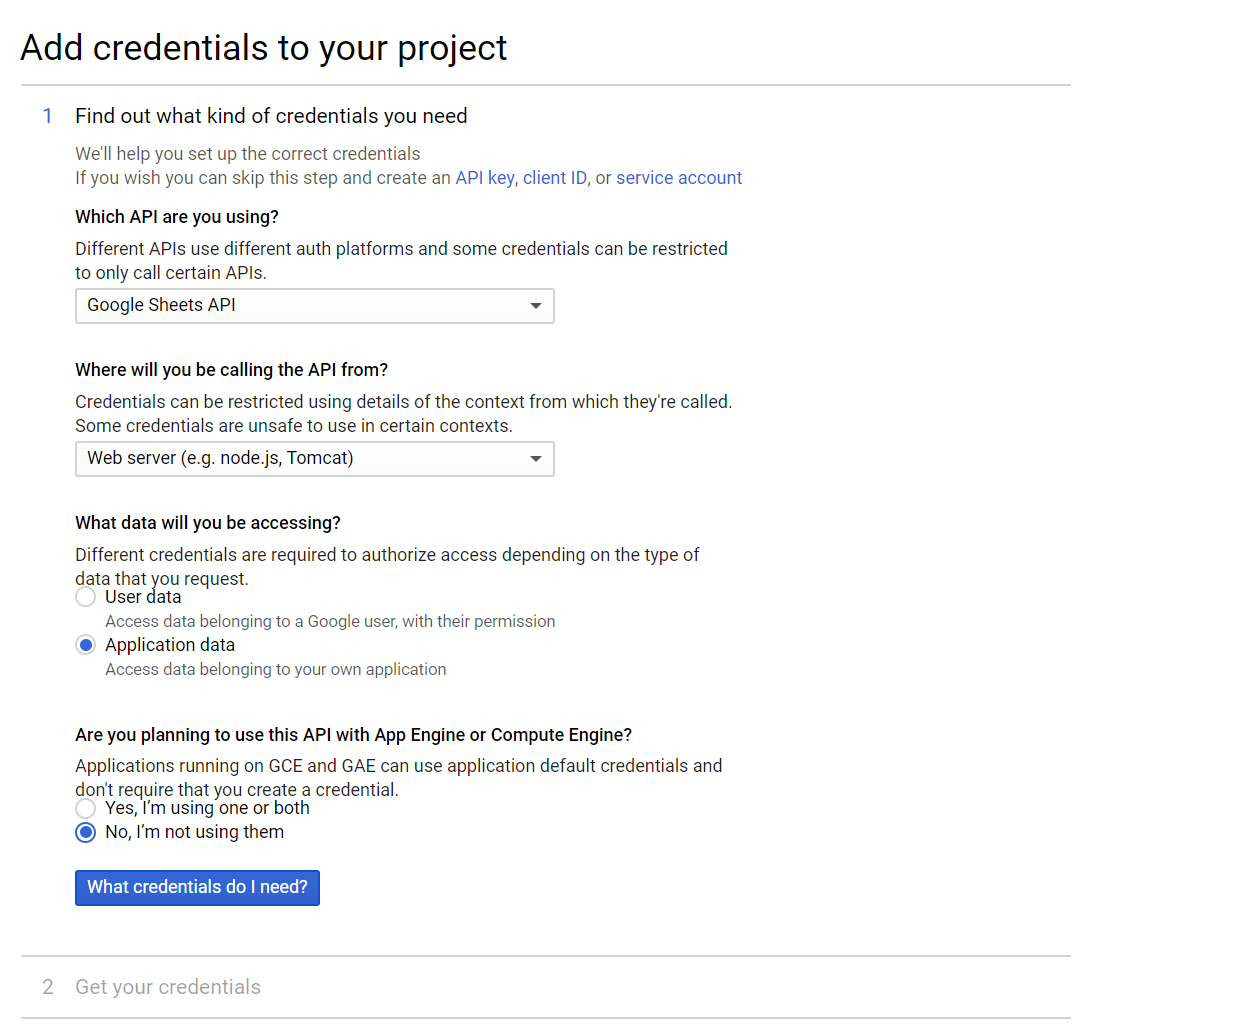 Add credentials to your project
1 Find out what kind of credentials you need
We'll help you set up the correct credentials
If you wish you can skip this step and create an API key, client ID, or service account
Which API are you using?
Different APIs use different auth platforms and some credentials can be restricted
to only call certain APIs.
Google Sheets API
Where will you be calling the API from?
Credentials can be restricted using details of the context from which they're called.
Some credentials are unsafe to use in certain contexts.
Web server (e.g. node.js, Tomcat)
What data will you be accessing?
Different credentials are required to authorize access depending on the type of
data that you request.
User data
Access data belonging to a Google user, with their permission
Application data
Access data belonging to your own application
Are you planning to use this API with App Engine or Compute Engine?
Applications running on GCE and GAE can use application default credentials and
don't require that you create a credential.
Yes, I’m using one or both
No, I’m not using them
What credentials do I need?
2 Get your credentials